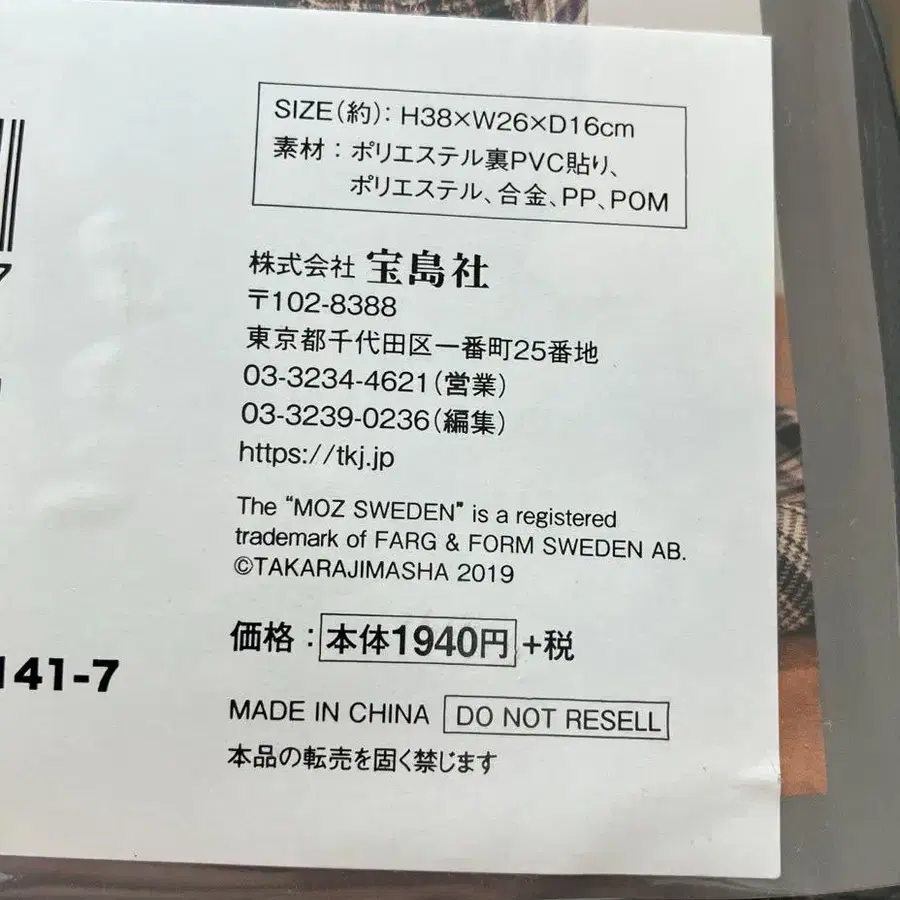 SIZE(約): H38×W26×D16cm
素材：ポリエステル裏PVC貼り、
ポリエステル、合金、PP、POM
株式会社 宝島社
〒102-8388
東京都千代田区一番町25番地
03-3234-4621(営業)
03-3239-0236(編集)
https://tkj.jp
The “MOZ SWEDEN” is a registered
trademark of FARG & FORM SWEDEN AB.
©TAKARAJIMASHA 2019
価格：本体1940円+税
141-7
MADE IN CHINA DO NOT RESELL
本品の転売を固く禁じます